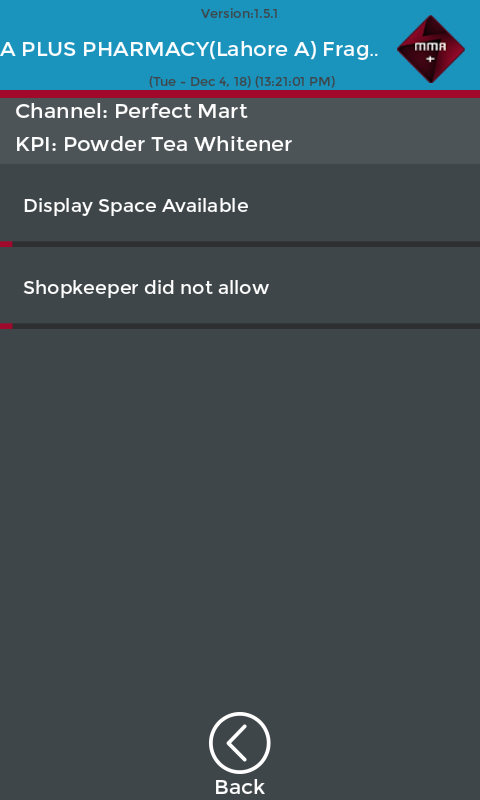 Version:1.5.1
A PLUS PHARMACY(Lahore A) Frag..
MMA
+
(Tue - Dec 4, 18) (13:21:01 PM)
Channel: Perfect Mart
KPI: Powder Tea Whitener
Display Space Available
Shopkeeper did not allow
Back